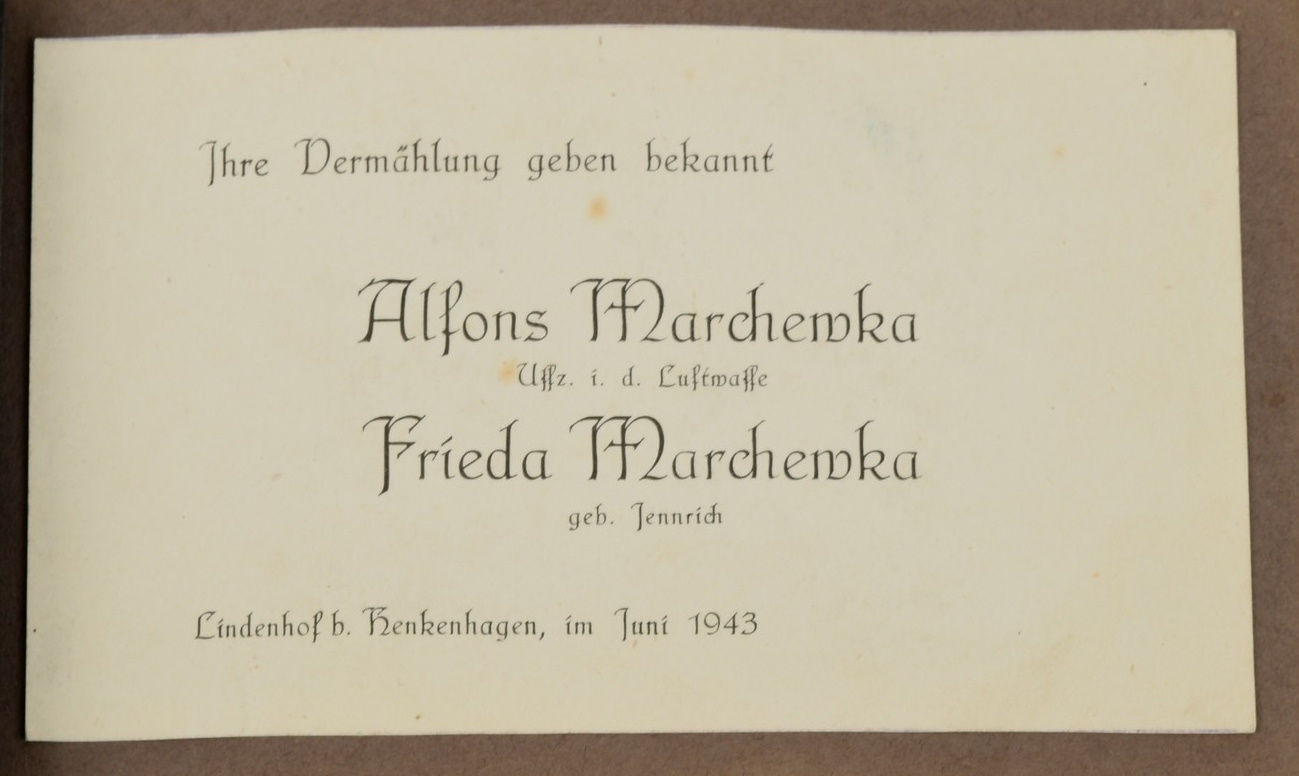 Ihre Vermählung geben bekannt
Alfons Marchewka
Uffz. i. d. Luftwaffe
Frieda Marchewka
geb. Jennrich
Lindenhof b. Henkenhagen, im Juni 1943